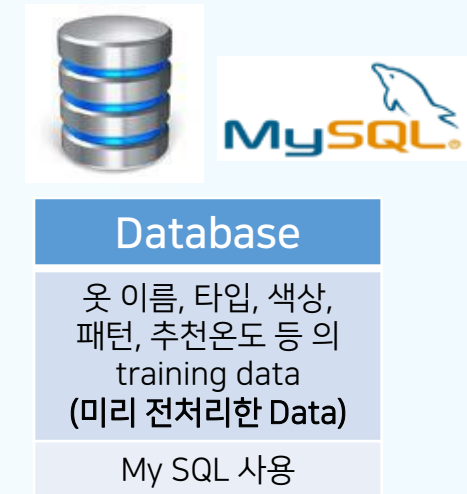 MySQL®
Database
옷 이름, 타입, 색상,
패턴, 추천온도 등 의
training data
(미리 전처리한 Data)
My SQL 사용